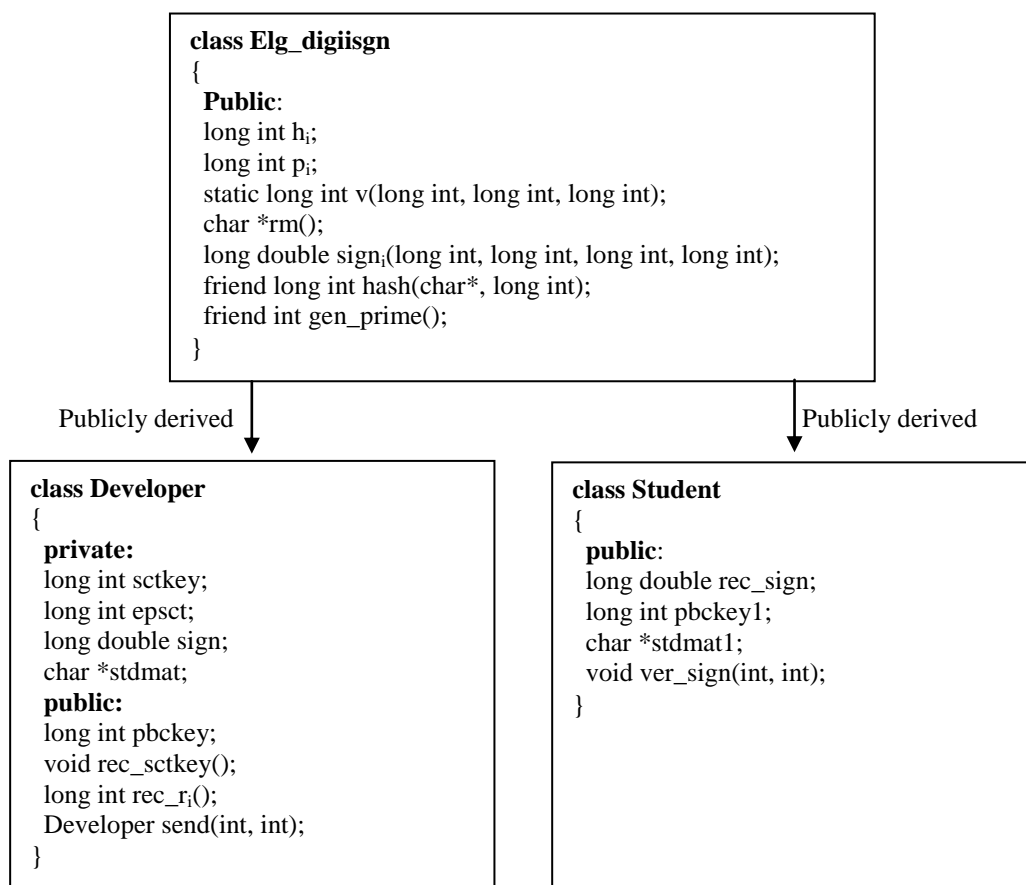 class Elg_digiisgn
{
Public:
long int hᵢ;
long int pᵢ;
static long int v(long int, long int, long int);
char *rm();
long double signᵢ(long int, long int, long int, long int);
friend long int hash(char*, long int);
friend int gen_prime();
}
Publicly derived
Publicly derived
class Developer
{
private:
long int sctkey;
long int epsct;
long double sign;
char *stdmat;
public:
long int pbckey;
void rec_sctkey();
long int rec_rᵢ();
Developer send(int, int);
}
class Student
{
public:
long double rec_sign;
long int pbckey1;
char *stdmat1;
void ver_sign(int, int);
}